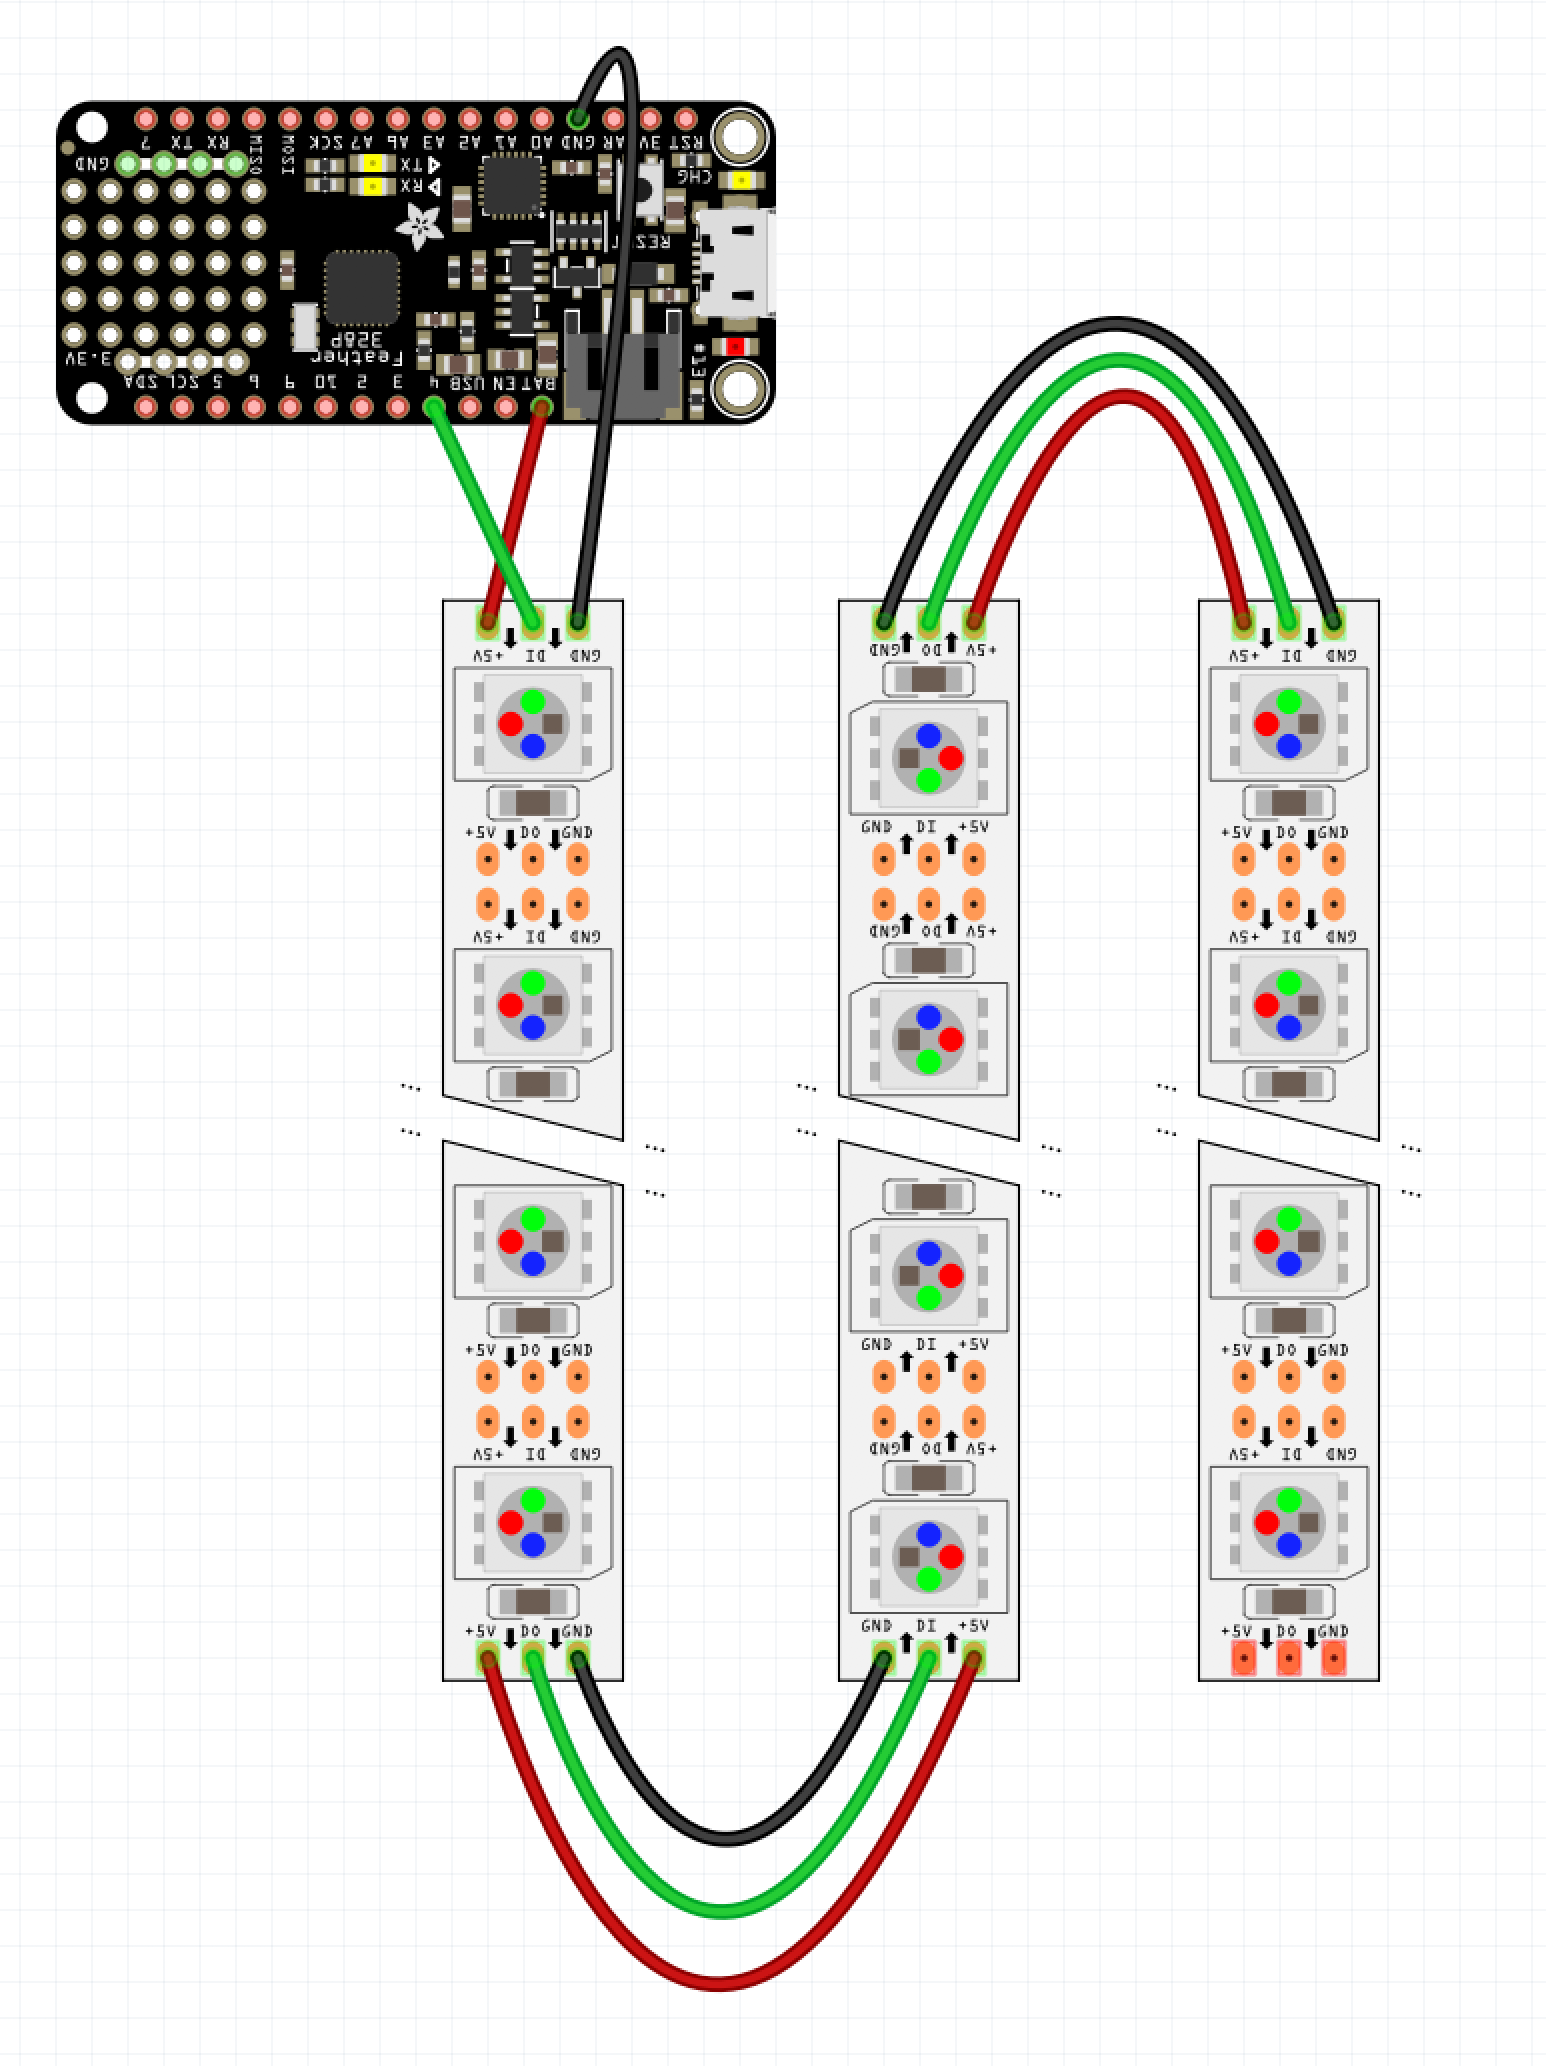 7 TX RX MISO MOSI SCK A7 A6 A3 A2 A1 A0 GND AR 3V RST
GND
TX
RX
CHG
RESET
Feather
328P
3.3V
#13
SDA SCL 5 6 9 10 2 3 4 USB EN BAT
+5V DI GND
GND DO +5V
+5V DI GND
+5V DO GND
GND DI +5V
+5V DO GND
+5V DI GND
GND DO +5V
+5V DI GND
... ... ...
... ... ...
... ... ...
... ... ...
+5V DO GND
GND DI +5V
+5V DO GND
+5V DI GND
GND DO +5V
+5V DI GND
+5V DO GND
GND DI +5V
+5V DO GND